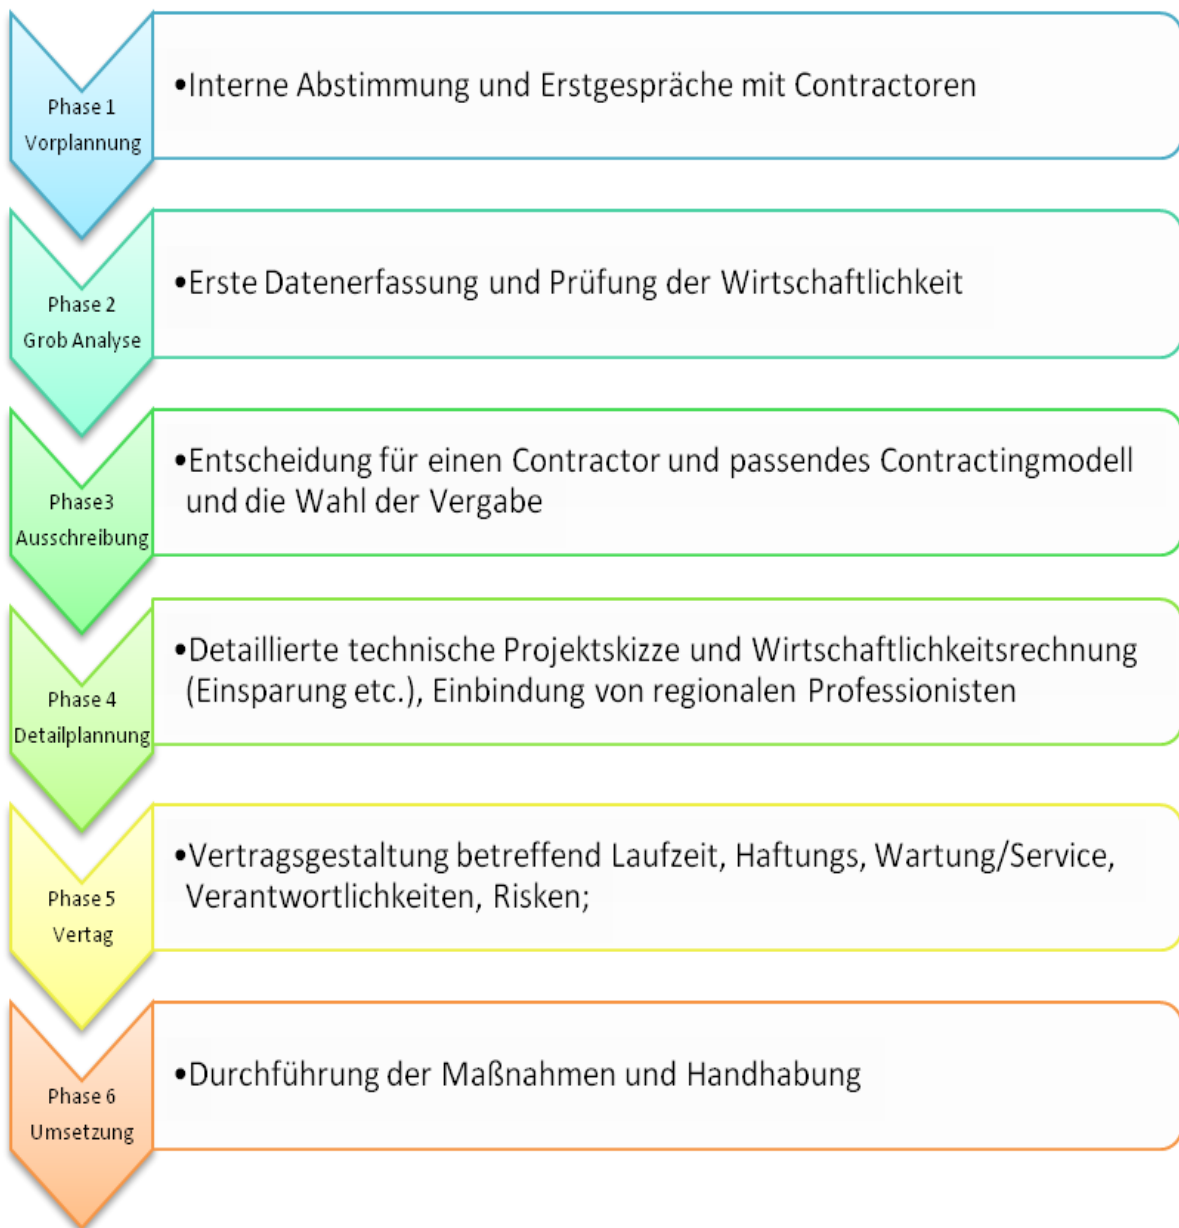 Phase 1
Vorplannung
•Interne Abstimmung und Erstgespräche mit Contractoren
Phase 2
Grob Analyse
•Erste Datenerfassung und Prüfung der Wirtschaftlichkeit
Phase3
Ausschreibung
•Entscheidung für einen Contractor und passendes Contractingmodell
und die Wahl der Vergabe
Phase 4
Detailplannung
•Detaillierte technische Projektskizze und Wirtschaftlichkeitsrechnung
(Einsparung etc.), Einbindung von regionalen Professionisten
Phase 5
Vertag
•Vertragsgestaltung betreffend Laufzeit, Haftungs, Wartung/Service,
Verantwortlichkeiten, Risken;
Phase 6
Umsetzung
•Durchführung der Maßnahmen und Handhabung